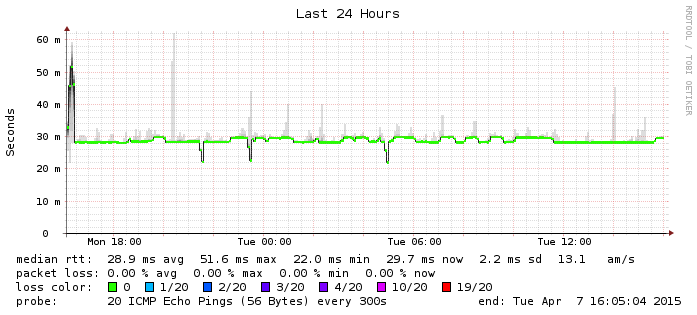 Last 24 Hours
RRDTOOL / TOBI OETIKER
Seconds
60 m
50 m
40 m
30 m
20 m
10 m
0
Mon 18:00 Tue 00:00 Tue 06:00 Tue 12:00
median rtt: 28.9 ms avg 51.6 ms max 22.0 ms min 29.7 ms now 2.2 ms sd 13.1 am/s
packet loss: 0.00 % avg 0.00 % max 0.00 % min 0.00 % now
loss color: 0 1/20 2/20 3/20 4/20 10/20 19/20
probe: 20 ICMP Echo Pings (56 Bytes) every 300s end: Tue Apr 7 16:05:04 2015